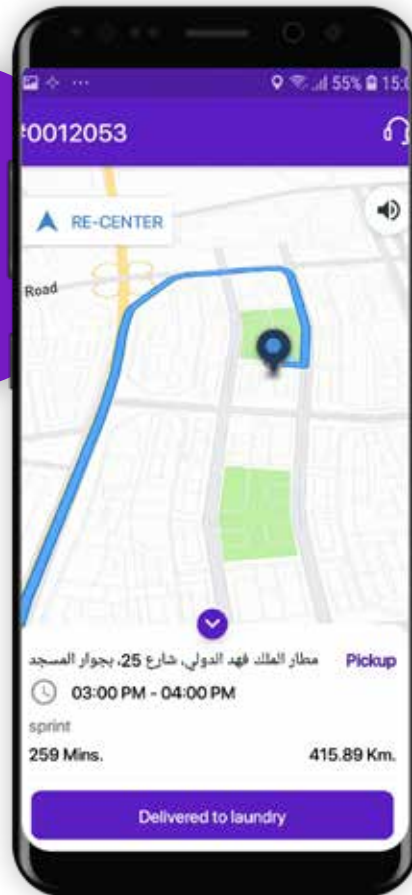 55% 15:0
#0012053
RE-CENTER
Road
مطار الملك فهد الدولي، شارع 25، بجوار المسجد Pickup
03:00 PM - 04:00 PM
sprint
259 Mins. 415.89 Km.
Delivered to laundry